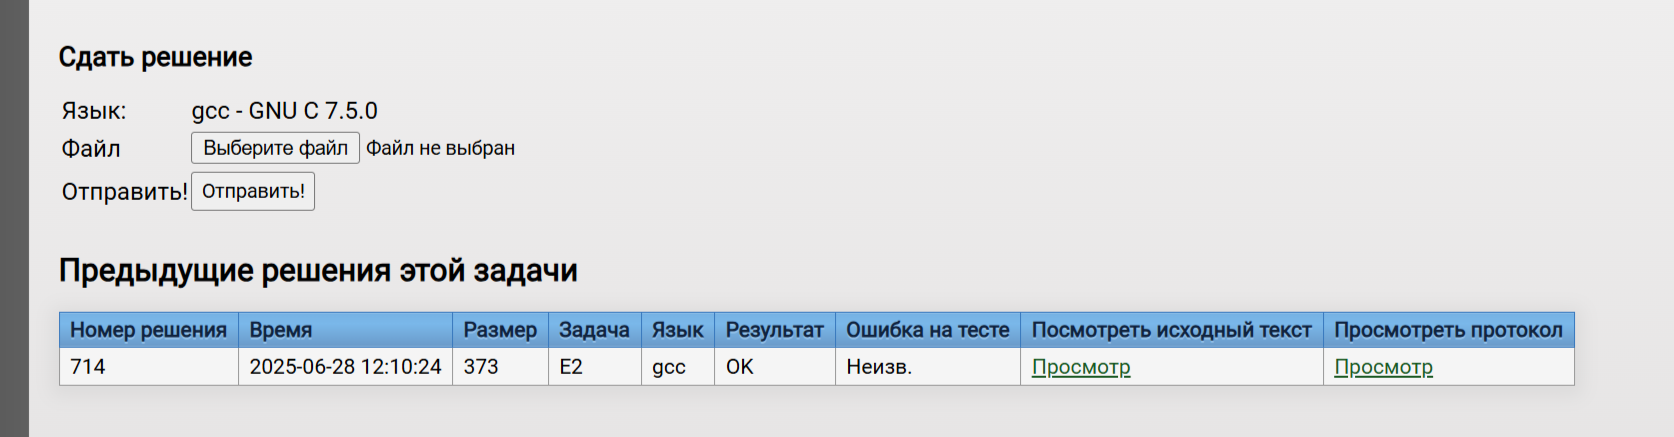 Сдать решение
Язык: gcc - GNU C 7.5.0
Файл Выберите файл Файл не выбран
Отправить! Отправить!
Предыдущие решения этой задачи
Номер решения Время Размер Задача Язык Результат Ошибка на тесте Посмотреть исходный текст Просмотреть протокол
714 2025-06-28 12:10:24 373 E2 gcc OK Неизв. Просмотр Просмотр